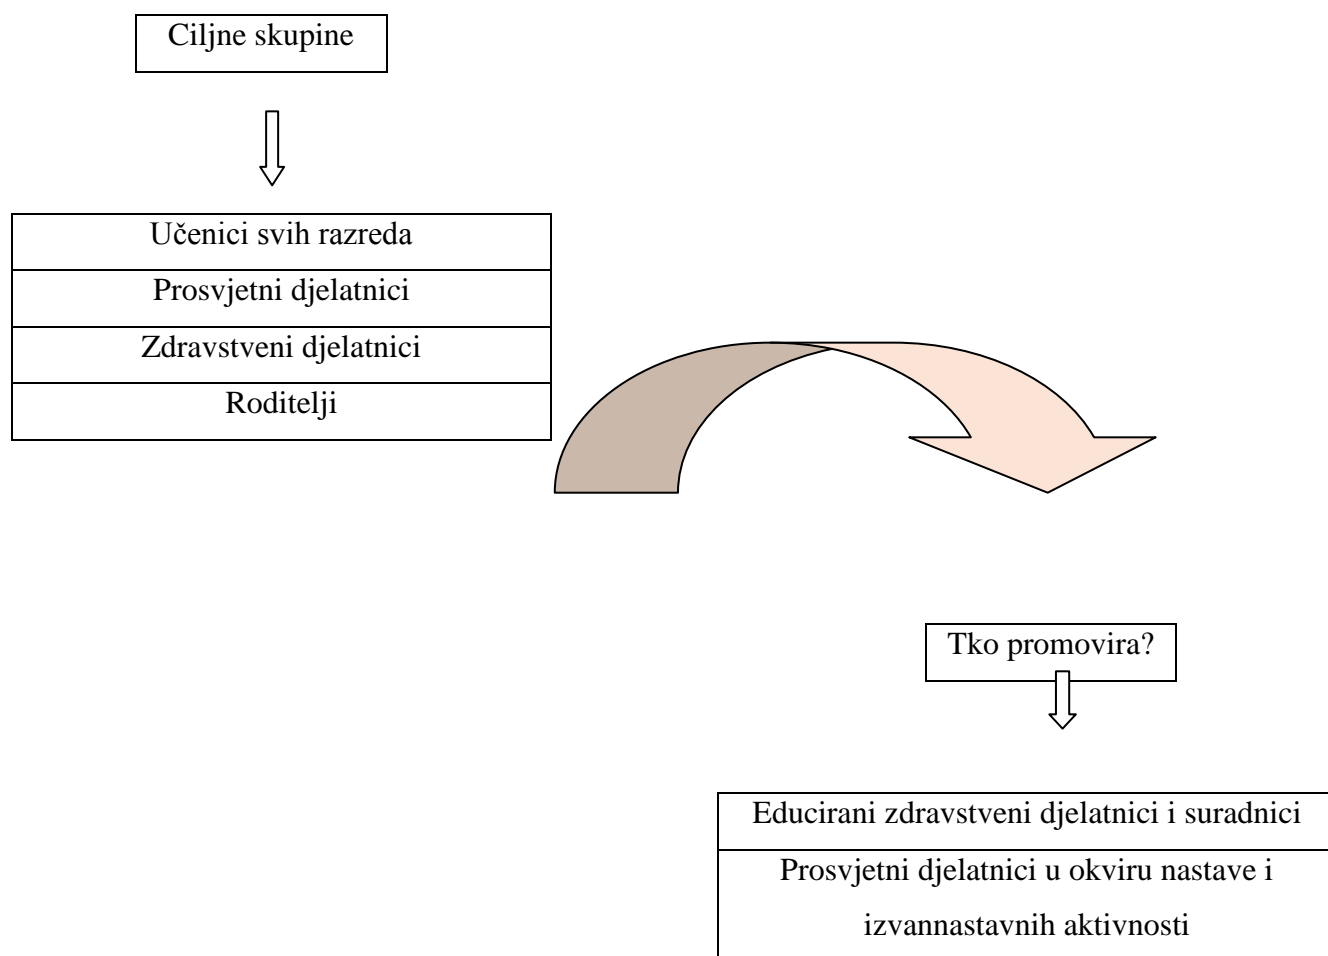 Ciljne skupine
Učenici svih razreda
Prosvjetni djelatnici
Zdravstveni djelatnici
Roditelji
Tko promovira?
Educirani zdravstveni djelatnici i suradnici
Prosvjetni djelatnici u okviru nastave i
izvannastavnih aktivnosti